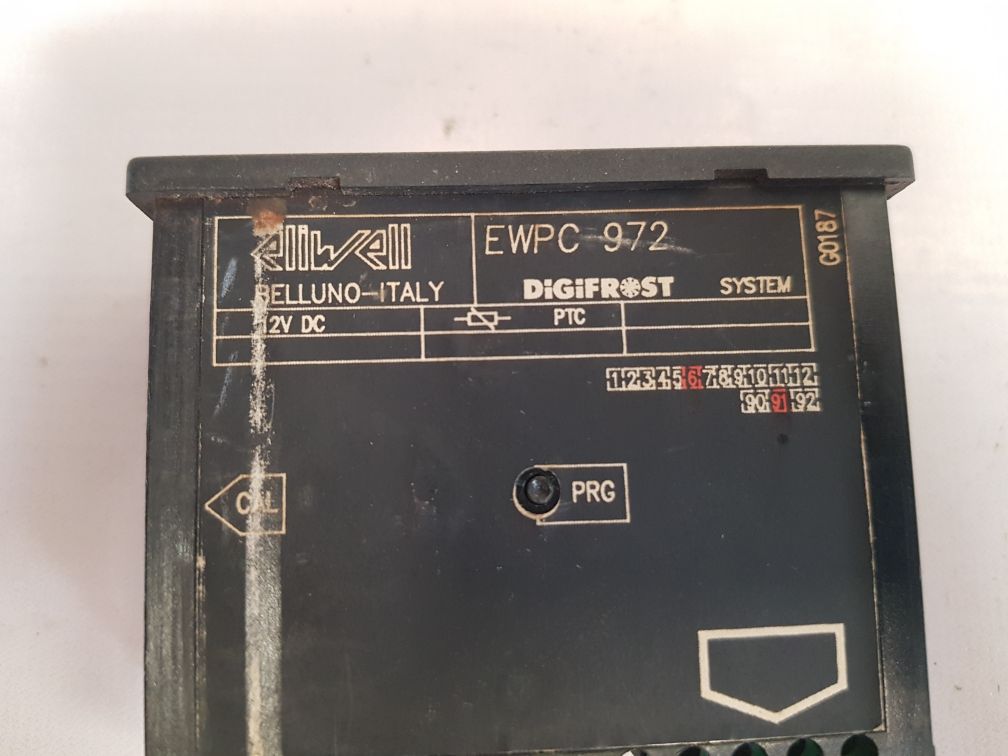 eliwell
BELLUNO-ITALY
EWPC 972
DiGiFROST SYSTEM
G0187
2V DC
PTC
1 2 3 4 5 6 7 8 9 10 11 12
90 91 92
CAL
PRG